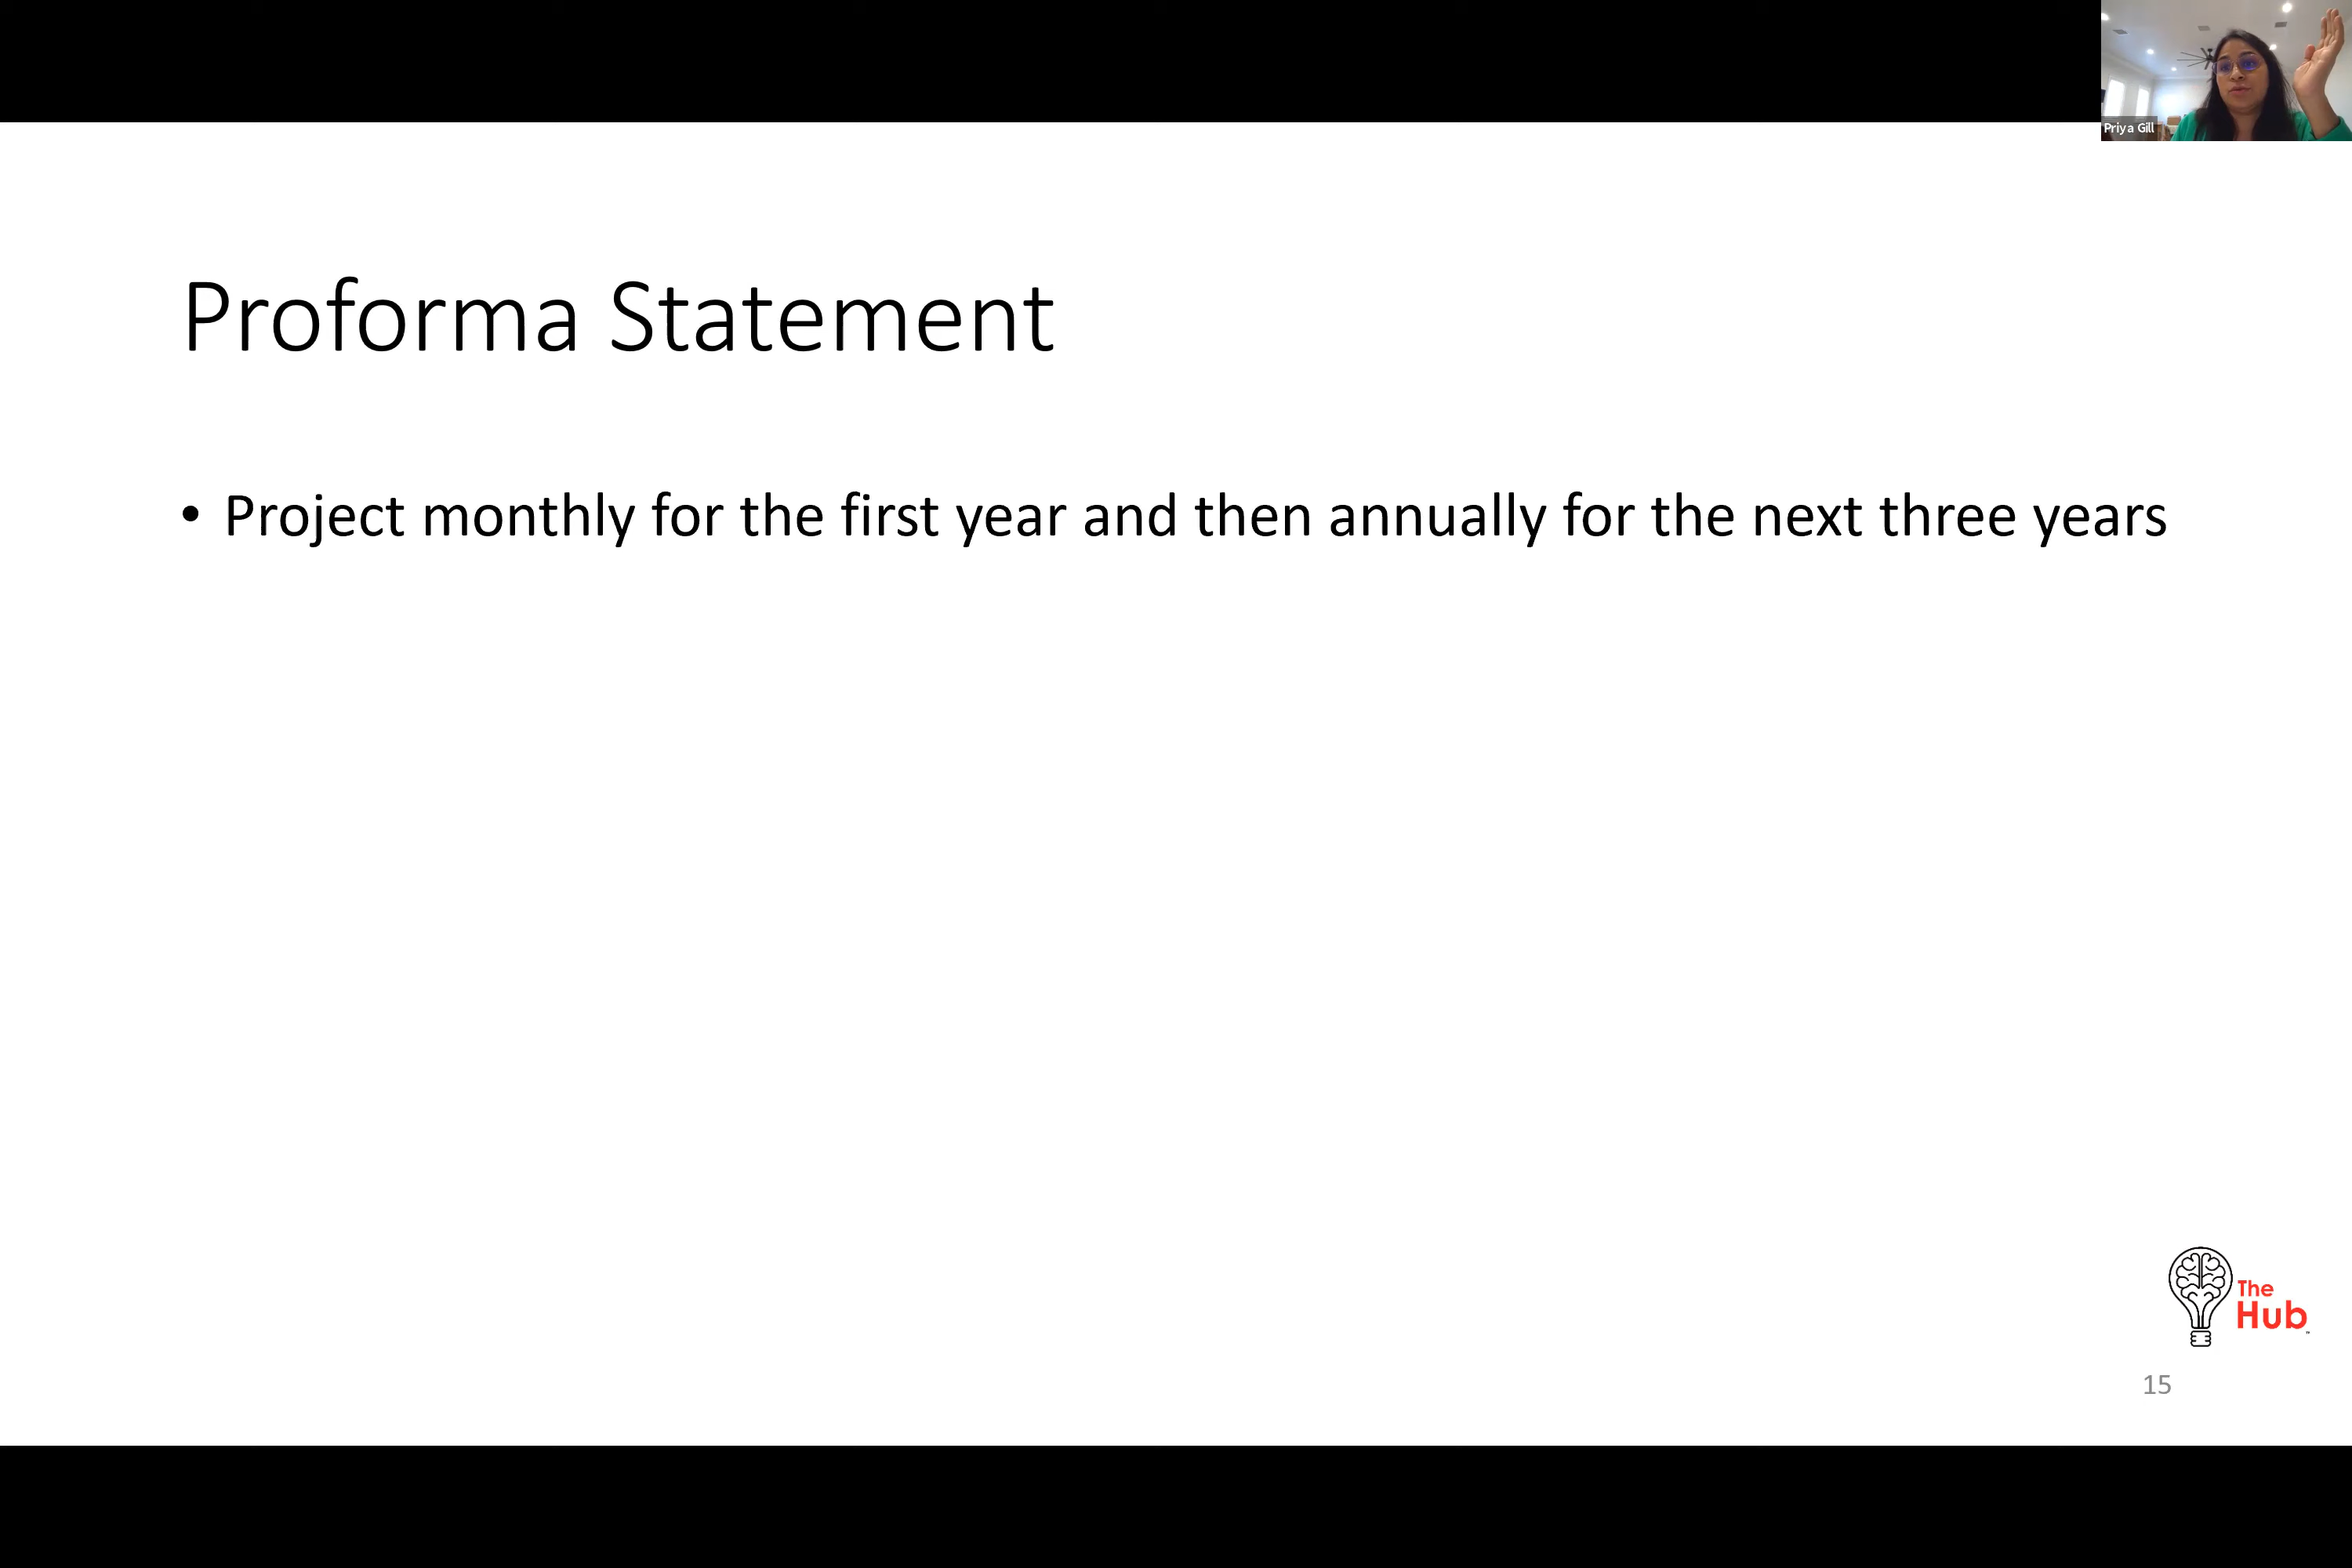 Priya Gill
Proforma Statement
• Project monthly for the first year and then annually for the next three years
The
Hub
15